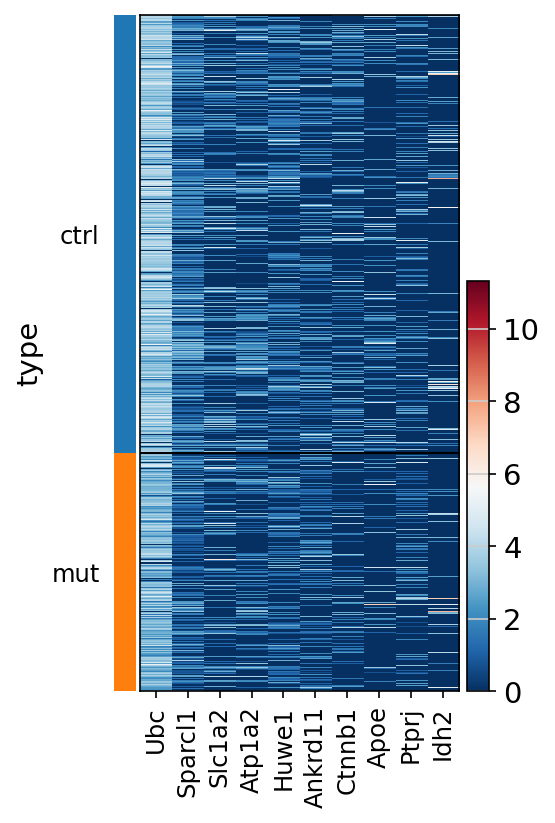 type
ctrl
mut
10
8
6
4
2
0
Ubc
Sparcl1
Slc1a2
Atp1a2
Huwe1
Ankrd11
Ctnnb1
Apoe
Ptprj
Idh2